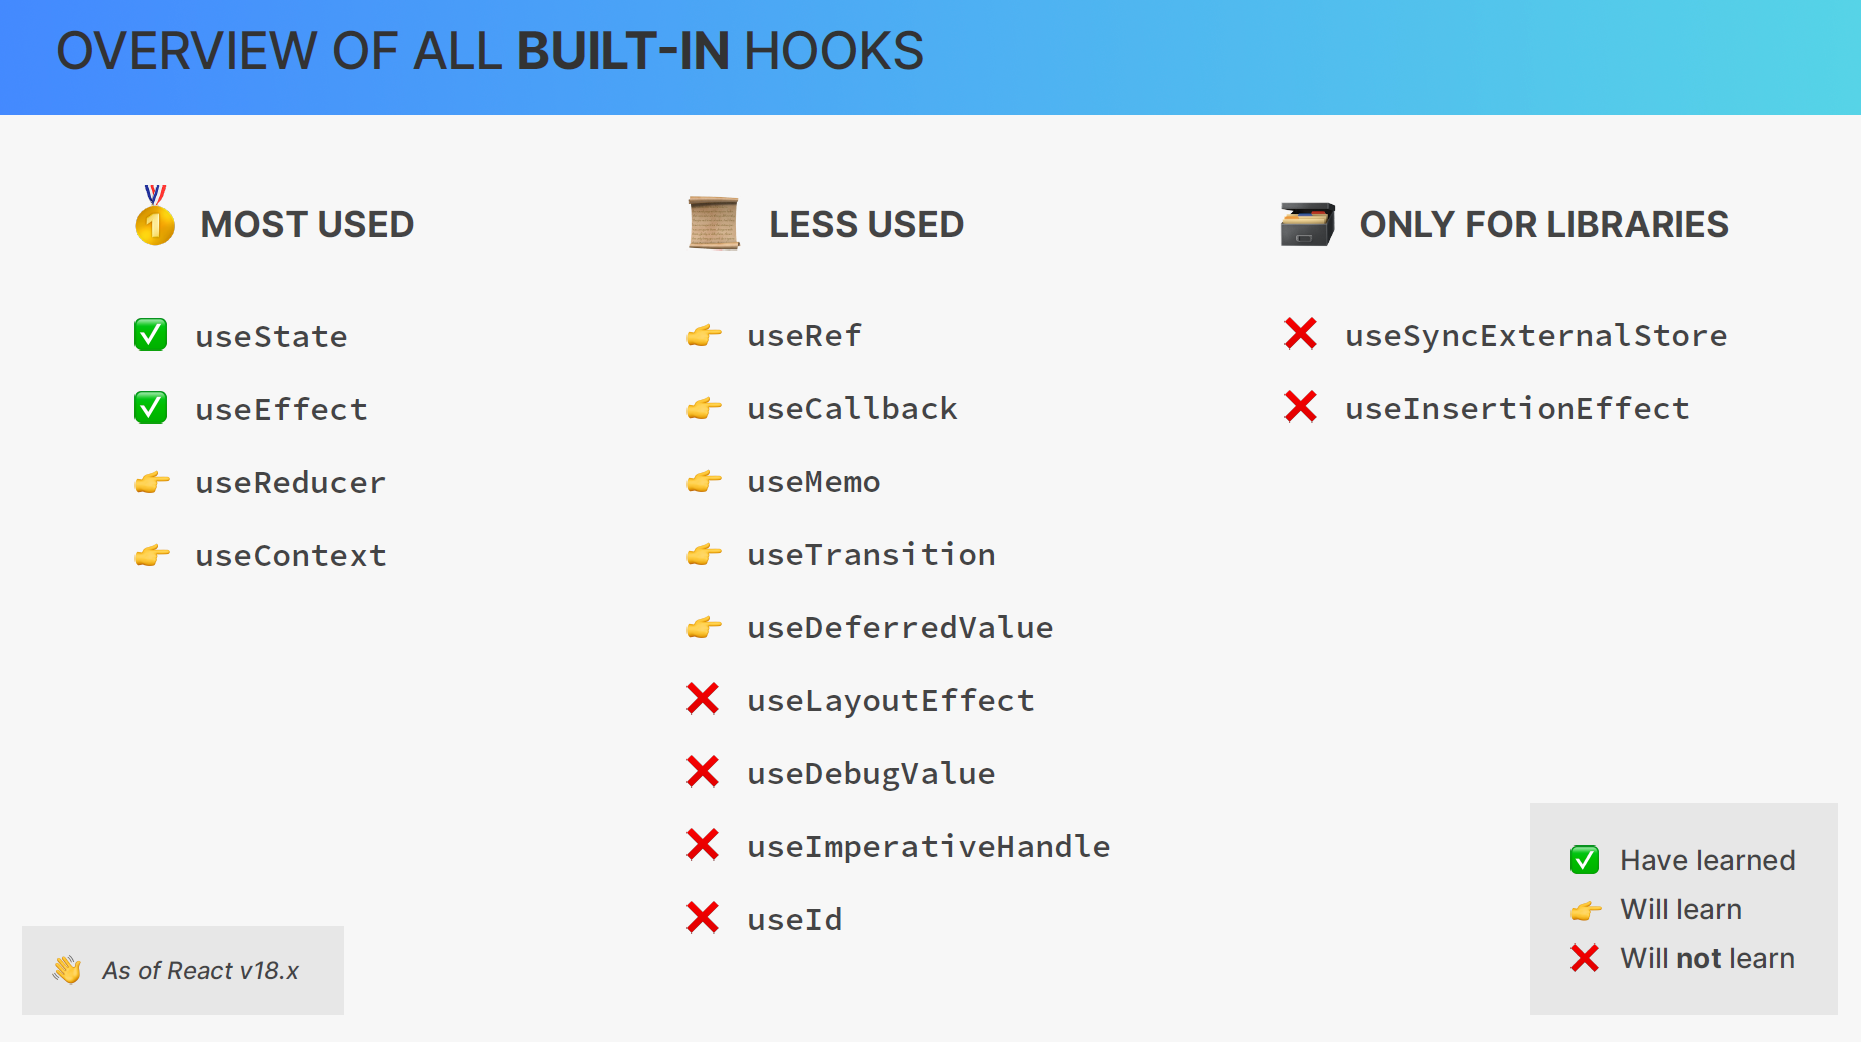 OVERVIEW OF ALL BUILT-IN HOOKS
MOST USED
useState
useEffect
useReducer
useContext
LESS USED
useRef
useCallback
useMemo
useTransition
useDeferredValue
useLayoutEffect
useDebugValue
useImperativeHandle
useId
ONLY FOR LIBRARIES
useSyncExternalStore
useInsertionEffect
As of React v18.x
Have learned
Will learn
Will not learn